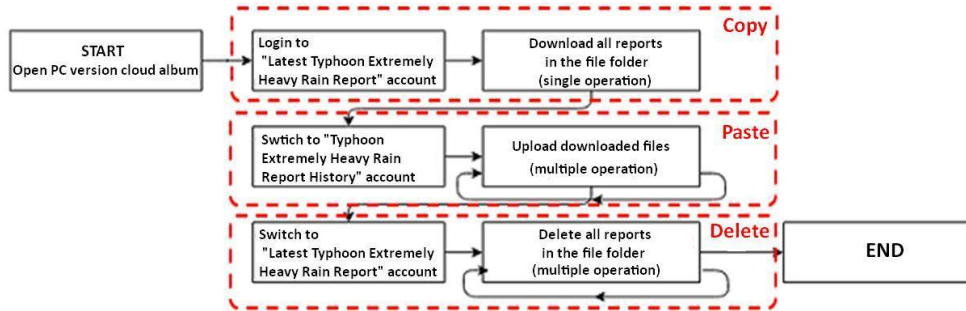 START
Open PC version cloud album
Copy
Login to
"Latest Typhoon Extremely
Heavy Rain Report" account
Download all reports
in the file folder
(single operation)
Paste
Swtich to "Typhoon
Extremely Heavy Rain
Report History" account
Upload downloaded files
(multiple operation)
Delete
Switch to
"Latest Typhoon Extremely
Heavy Rain Report" account
Delete all reports
in the file folder
(multiple operation)
END